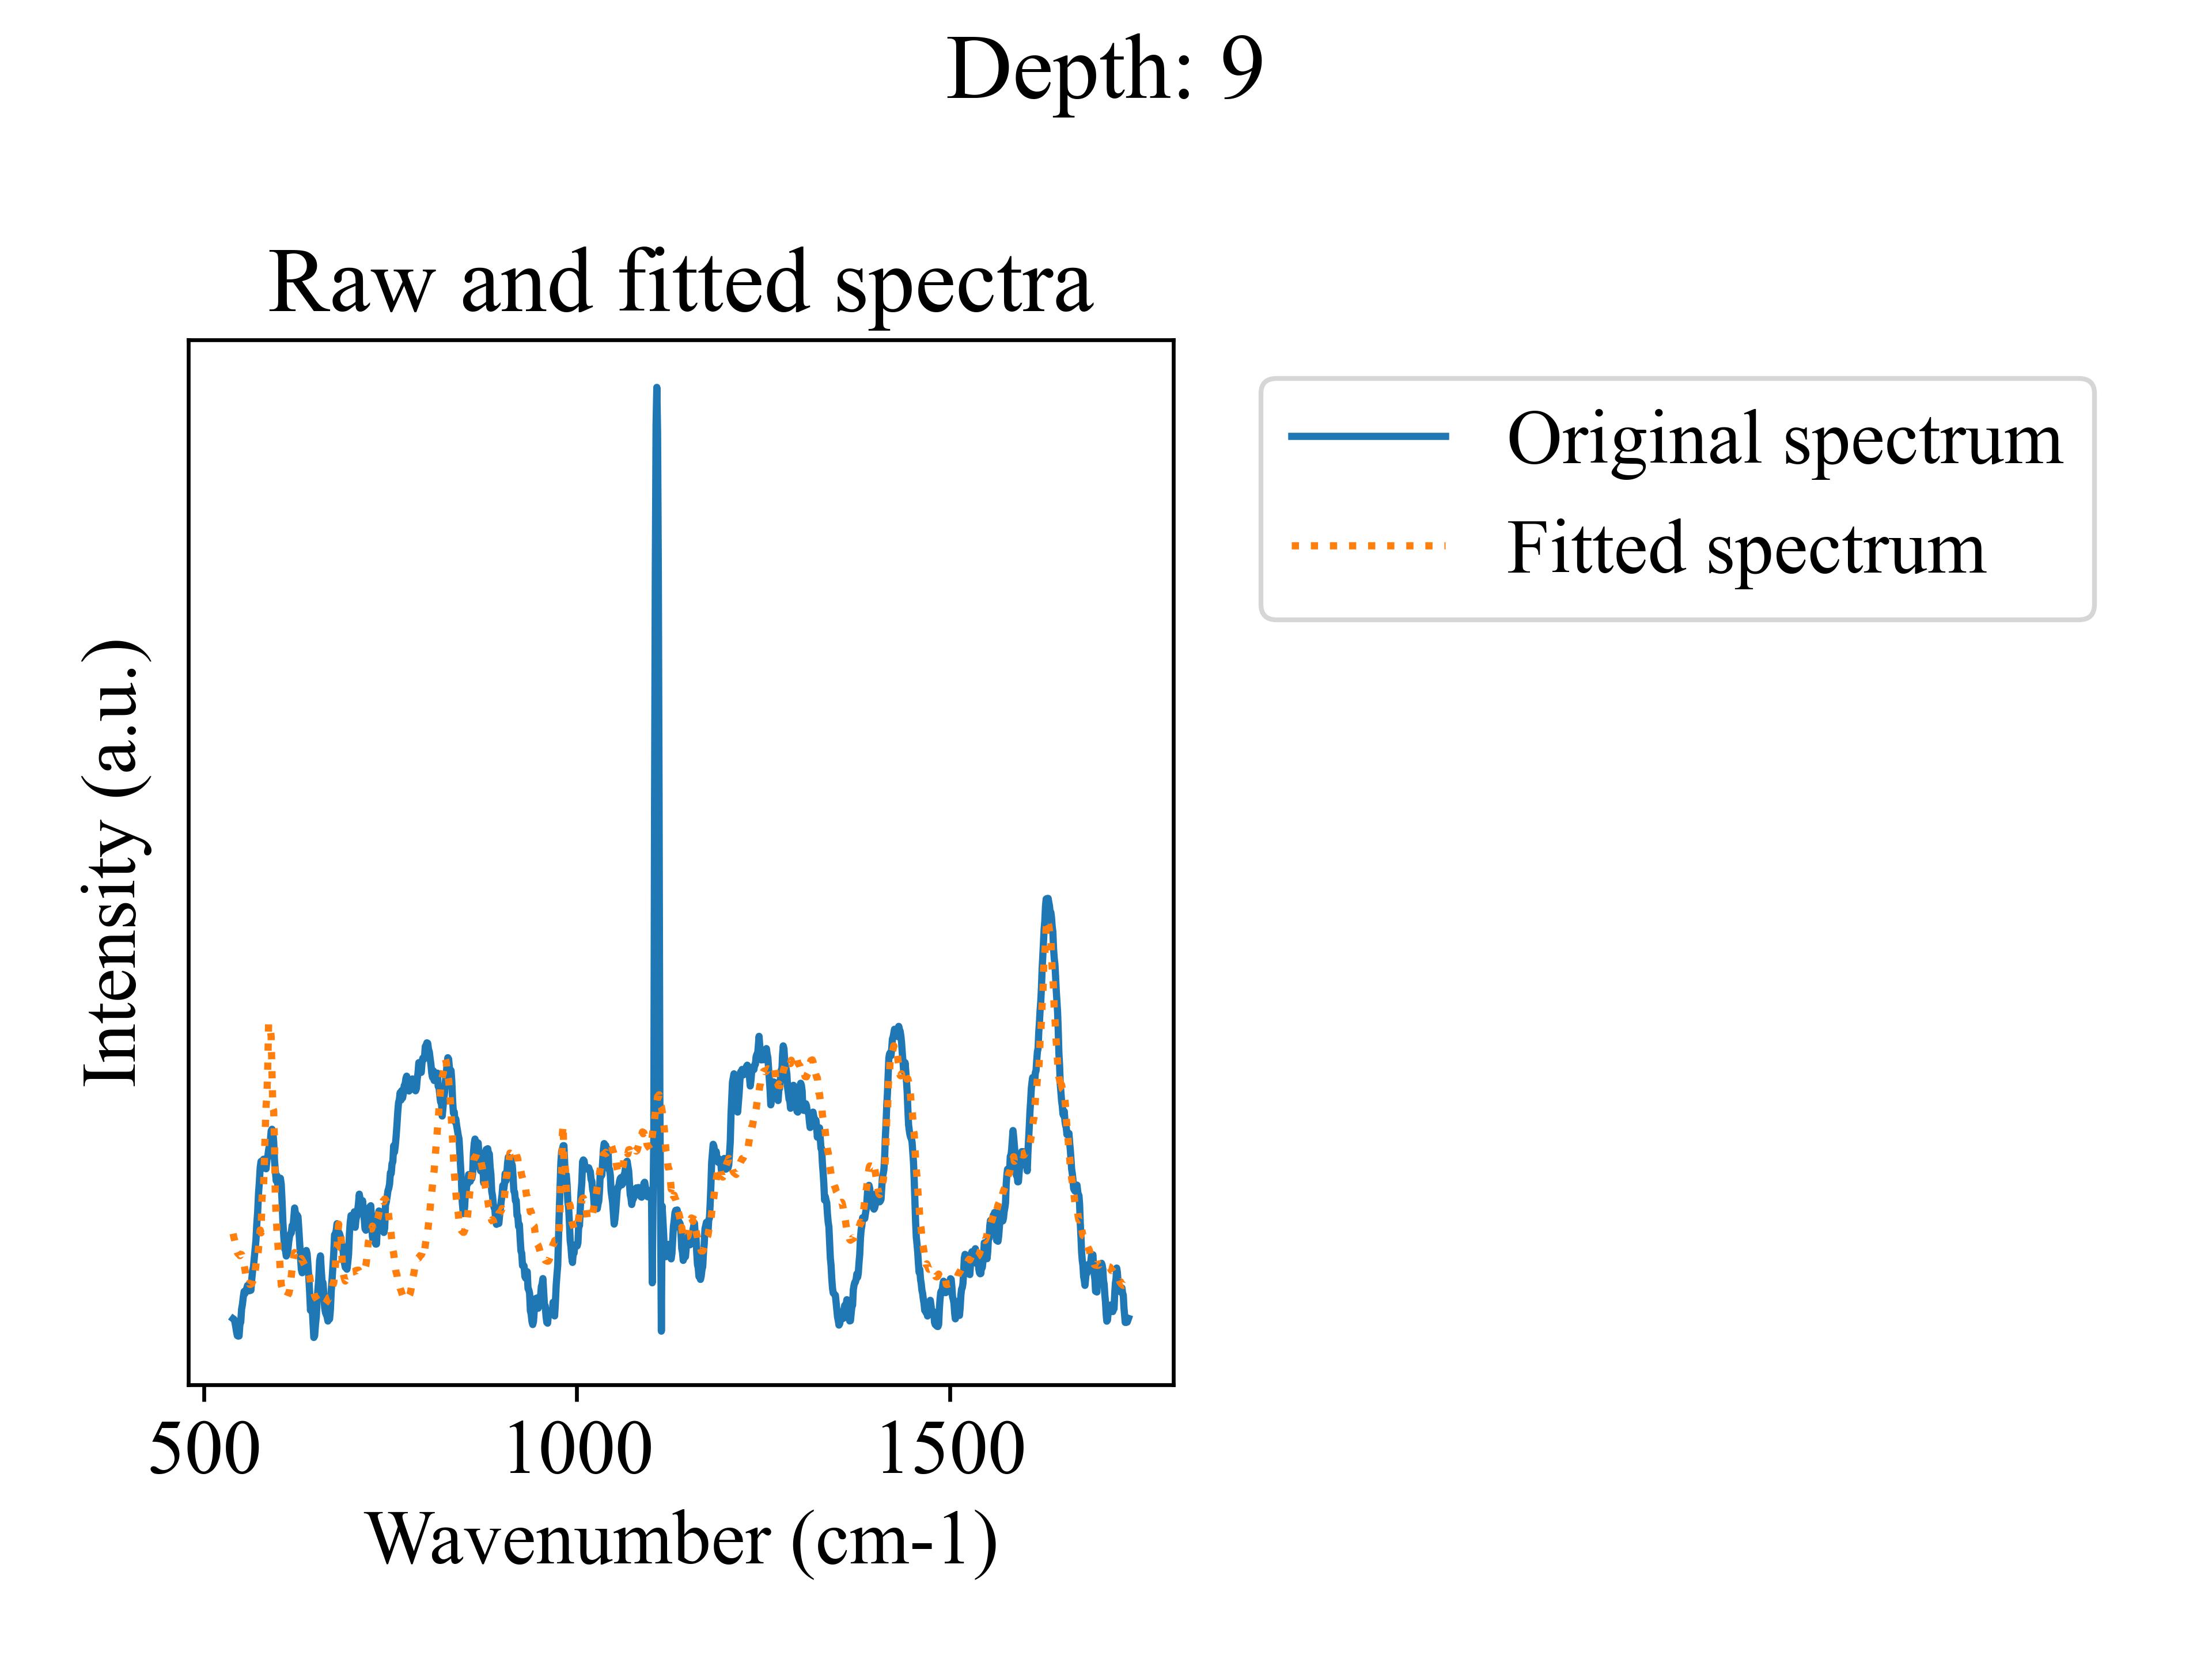 Depth: 9
Raw and fitted spectra
Intensity (a.u.)
Original spectrum
Fitted spectrum
500 1000 1500
Wavenumber (cm-1)